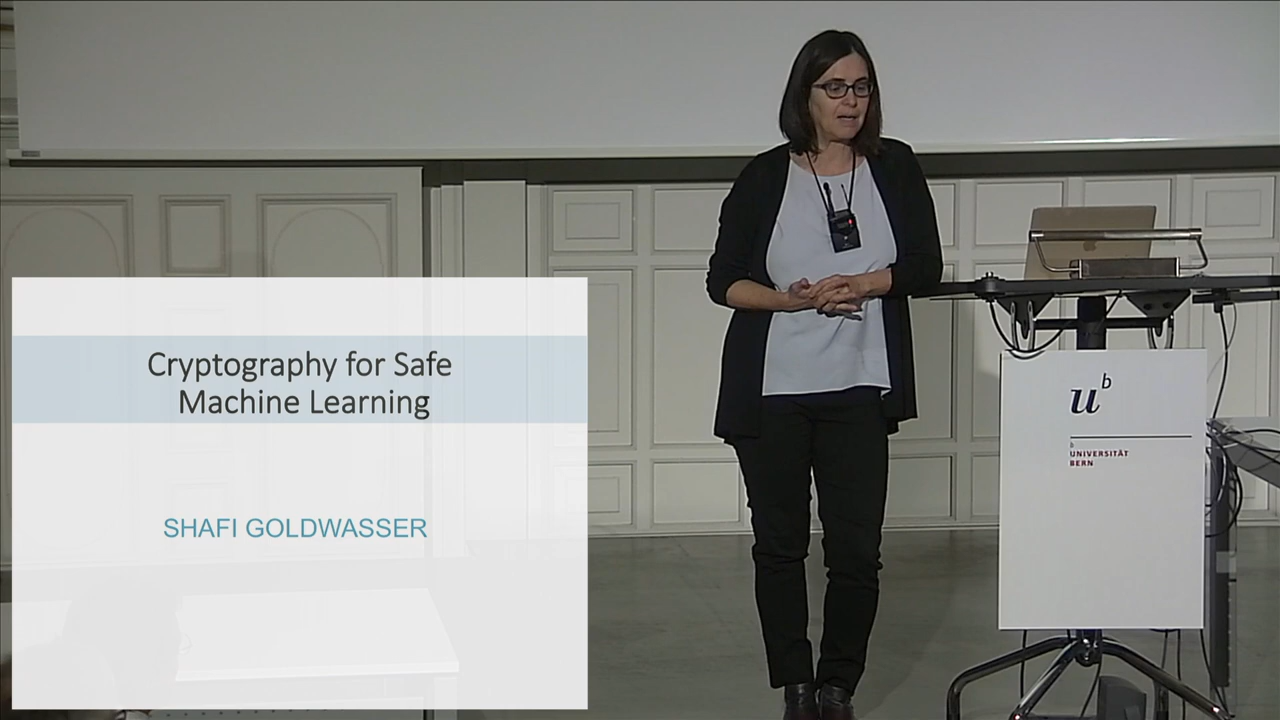 Cryptography for Safe
Machine Learning
SHAFI GOLDWASSER
u^b
b
UNIVERSITÄT
BERN